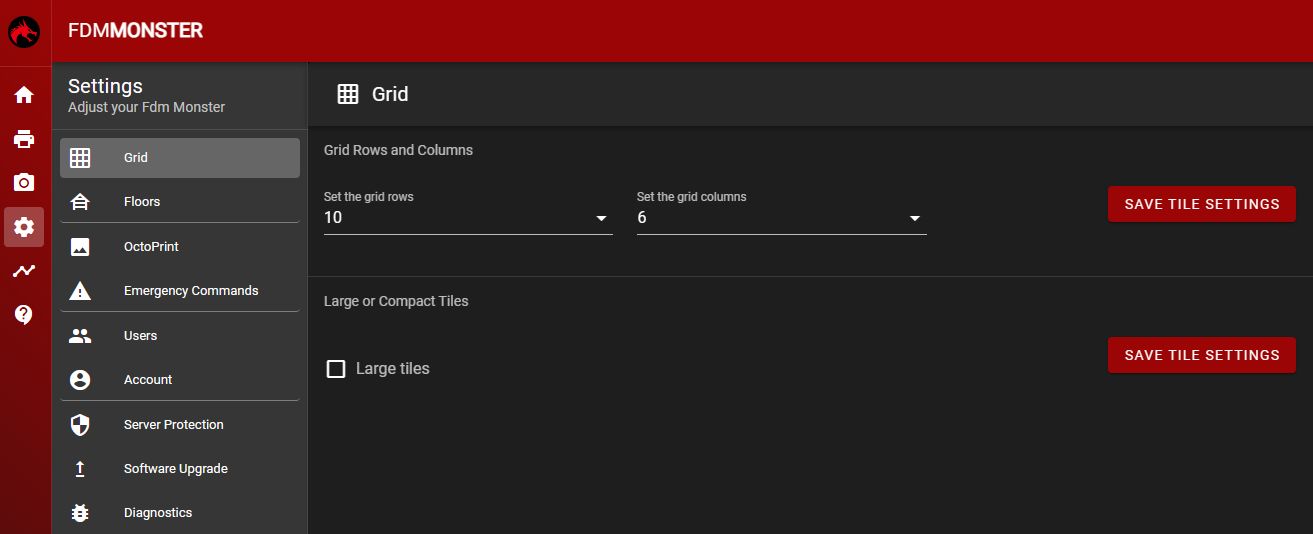 FDMMONSTER
Settings
Adjust your Fdm Monster
Grid
Floors
OctoPrint
Emergency Commands
Users
Account
Server Protection
Software Upgrade
Diagnostics
Grid
Grid Rows and Columns
Set the grid rows
10
Set the grid columns
6
SAVE TILE SETTINGS
Large or Compact Tiles
Large tiles
SAVE TILE SETTINGS